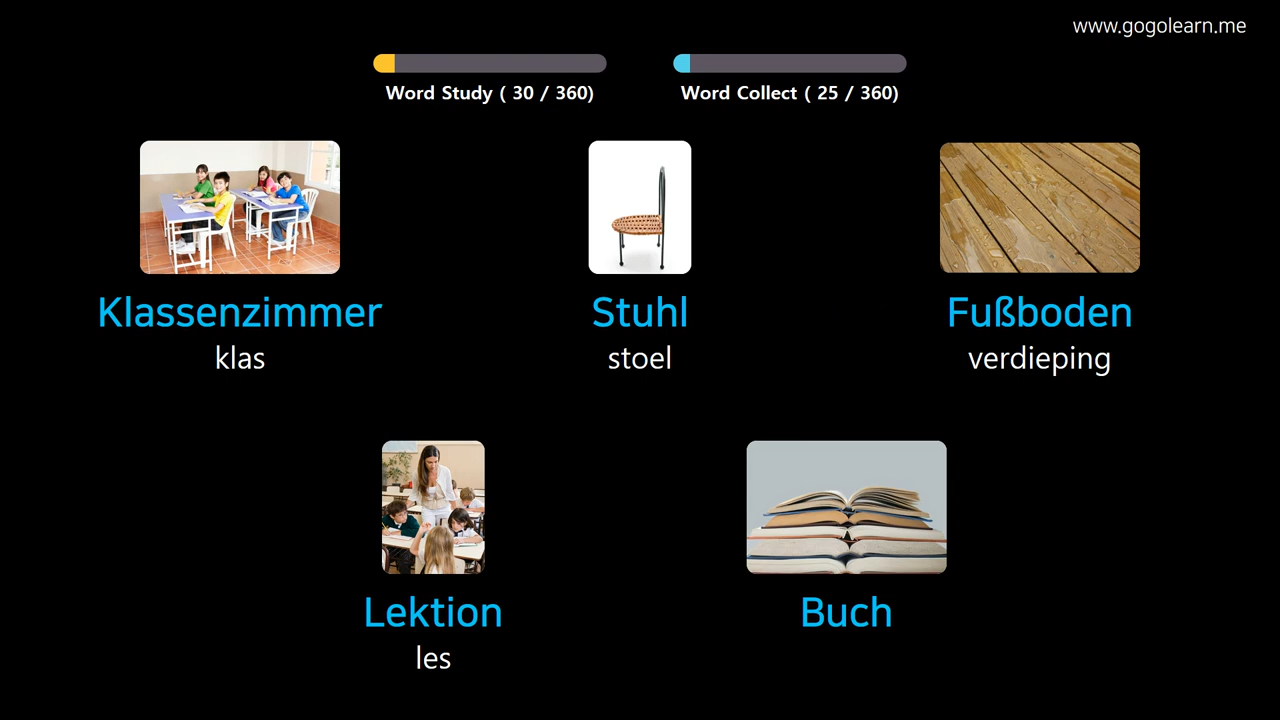 www.gogolearn.me
Word Study ( 30 / 360)
Word Collect ( 25 / 360)
Klassenzimmer
klas
Stuhl
stoel
Fußboden
verdieping
Lektion
les
Buch